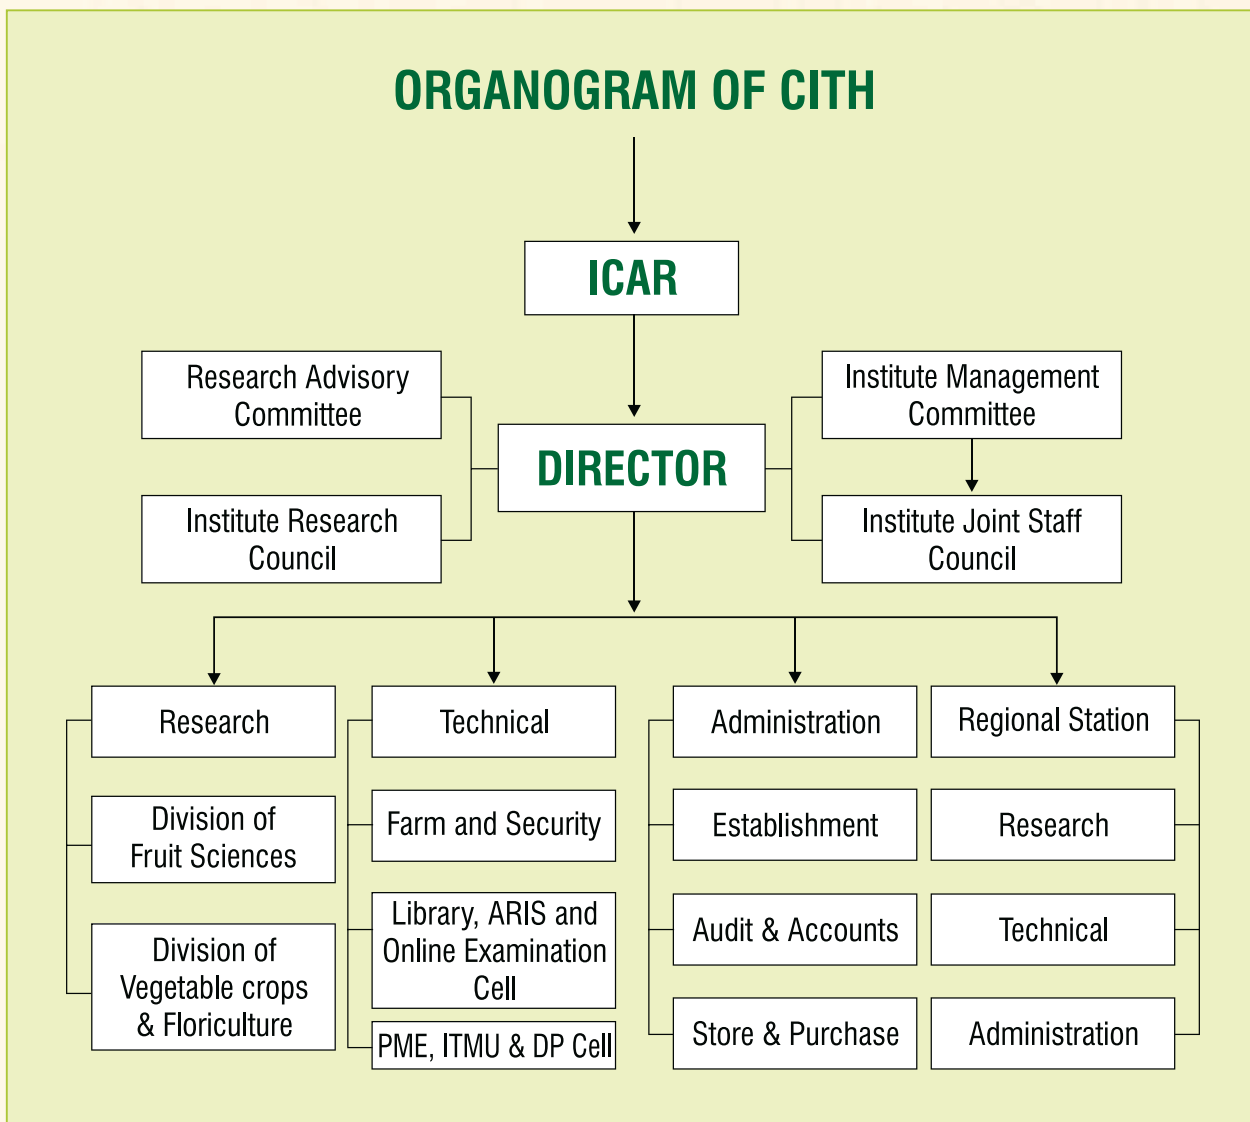 ORGANOGRAM OF CITH
ICAR
Research Advisory
Committee
Institute Management
Committee
DIRECTOR
Institute Research
Council
Institute Joint Staff
Council
Research
Technical
Administration
Regional Station
Division of
Fruit Sciences
Farm and Security
Establishment
Research
Division of
Vegetable crops
& Floriculture
Library, ARIS and
Online Examination
Cell
Audit & Accounts
Technical
PME, ITMU & DP Cell
Store & Purchase
Administration